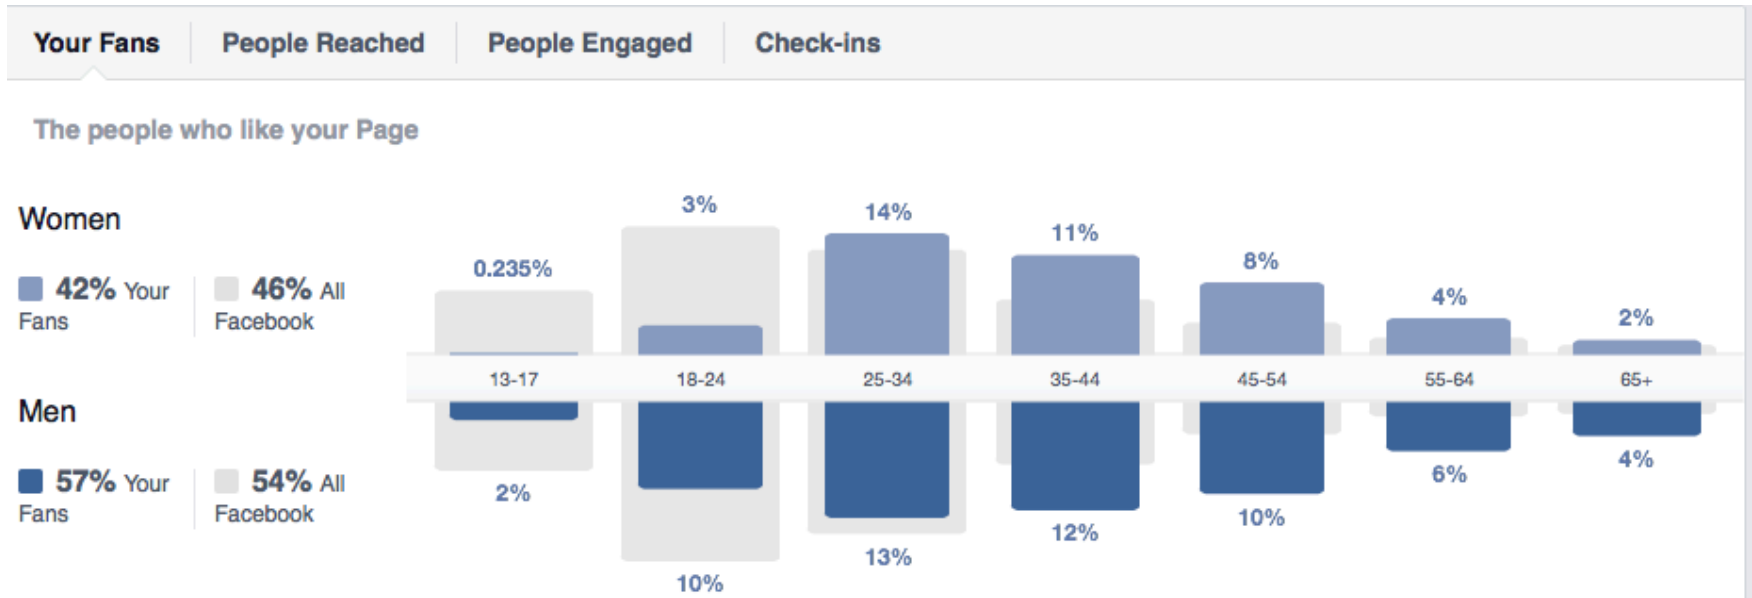 Your Fans People Reached People Engaged Check-ins
The people who like your Page
Women
42% Your Fans
46% All Facebook
0.235% 3% 14% 11% 8% 4% 2%
13-17 18-24 25-34 35-44 45-54 55-64 65+
Men
57% Your Fans
54% All Facebook
2% 10% 13% 12% 10% 6% 4%